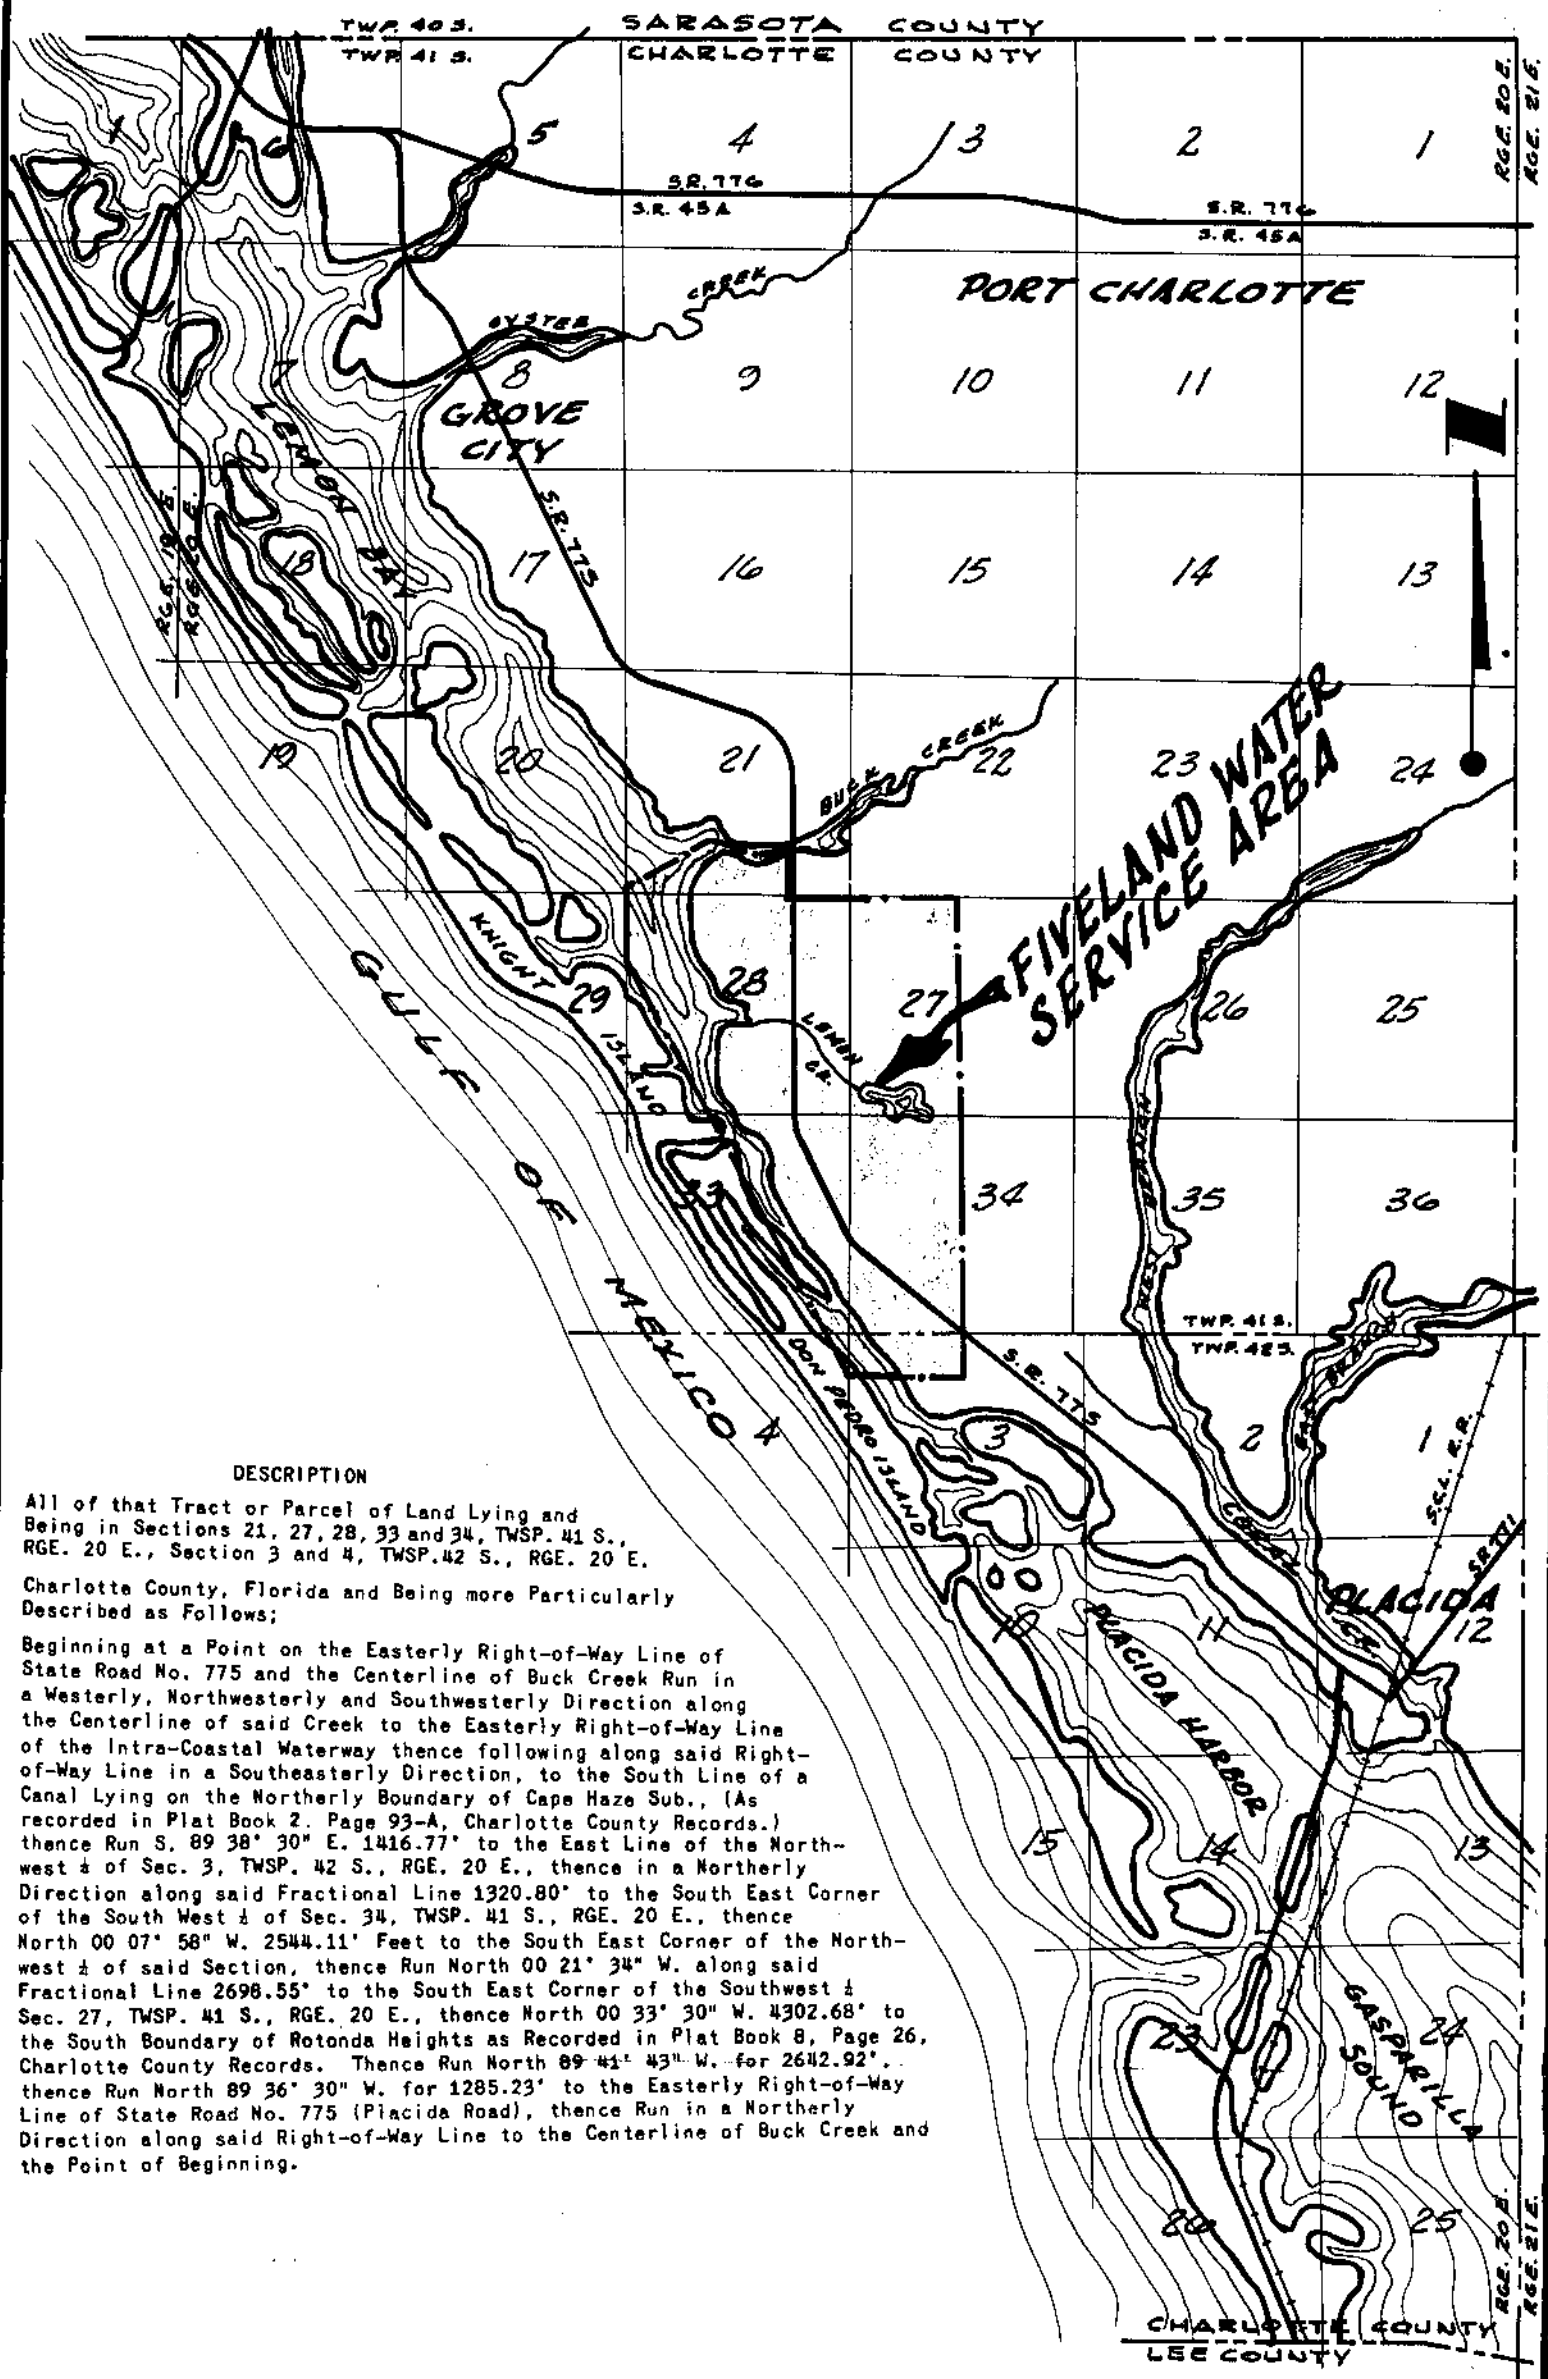 TWP. 40 S. SARASOTA COUNTY
TWP. 41 S. CHARLOTTE COUNTY
RGE. 20 E.
RGE. 21 E.
1
6
5
4
3
2
1
S.R. 776
S.R. 45A
S.R. 776
S.R. 45A
PORT CHARLOTTE
OYSTER CREEK
7
8
9
10
11
12
GROVE
CITY
LEMON BAY
S.R. 775
RGE. 19 E.
RGE. 20 E.
18
17
16
15
14
13
19
20
21
BUCK CREEK
22
23
24
FIVELAND WATER
SERVICE AREA
KNIGHT ISLAND
29
28
27
26
25
LEMON
CR.
GULF OF MEXICO
33
34
35
36
WEST BRANCH
TWP. 41 S.
TWP. 42 S.
DON PEDRO ISLAND
S.R. 775
4
3
2
1
EAST BRANCH
S.C.L. R.R.
CORAL CR.
SR 771
PLACIDA
10
11
12
PLACIDA HARBOR
15
14
13
GASPARILLA
SOUND
23
24
26
25
RGE. 20 E.
RGE. 21 E.
CHARLOTTE COUNTY
LEE COUNTY
DESCRIPTION
All of that Tract or Parcel of Land Lying and
Being in Sections 21, 27, 28, 33 and 34, TWSP. 41 S.,
RGE. 20 E., Section 3 and 4, TWSP.42 S., RGE. 20 E.
Charlotte County, Florida and Being more Particularly
Described as Follows;
Beginning at a Point on the Easterly Right-of-Way Line of
State Road No. 775 and the Centerline of Buck Creek Run in
a Westerly, Northwesterly and Southwesterly Direction along
the Centerline of said Creek to the Easterly Right-of-Way Line
of the Intra-Coastal Waterway thence following along said Right-
of-Way Line in a Southeasterly Direction, to the South Line of a
Canal Lying on the Northerly Boundary of Cape Haze Sub., (As
recorded in Plat Book 2. Page 93-A, Charlotte County Records.)
thence Run S. 89 38' 30" E. 1416.77' to the East Line of the North-
west ¼ of Sec. 3, TWSP. 42 S., RGE. 20 E., thence in a Northerly
Direction along said Fractional Line 1320.80' to the South East Corner
of the South West ¼ of Sec. 34, TWSP. 41 S., RGE. 20 E., thence
North 00 07' 58" W. 2544.11' Feet to the South East Corner of the North-
west ¼ of said Section, thence Run North 00 21' 34" W. along said
Fractional Line 2698.55' to the South East Corner of the Southwest ¼
Sec. 27, TWSP. 41 S., RGE. 20 E., thence North 00 33' 30" W. 4302.68' to
the South Boundary of Rotonda Heights as Recorded in Plat Book 8, Page 26,
Charlotte County Records. Thence Run North 89 41' 43" W. for 2642.92',
thence Run North 89 36' 30" W. for 1285.23' to the Easterly Right-of-Way
Line of State Road No. 775 (Placida Road), thence Run in a Northerly
Direction along said Right-of-Way Line to the Centerline of Buck Creek and
the Point of Beginning.